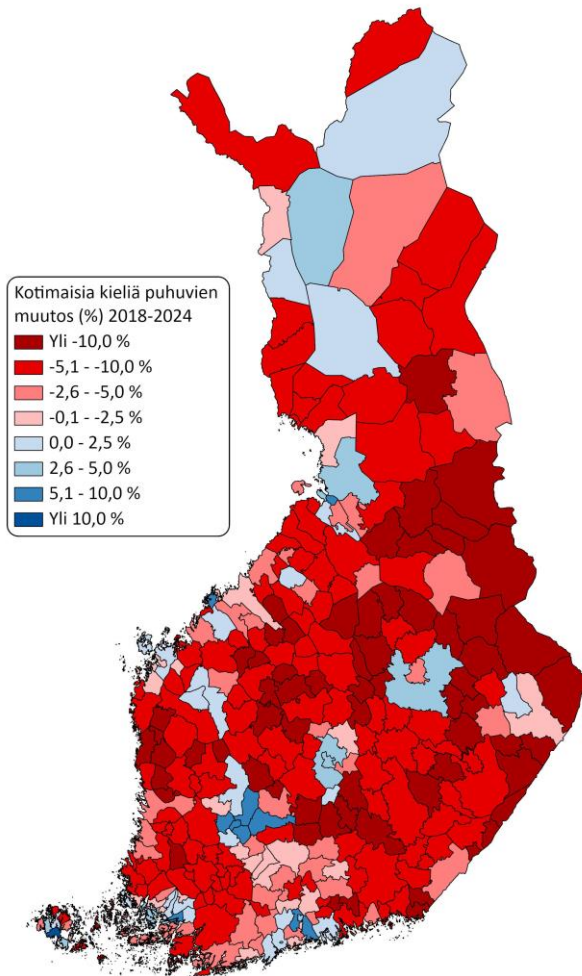 Kotimaisia kieliä puhuvien
muutos (%) 2018-2024
Yli -10,0 %
-5,1 - -10,0 %
-2,6 - -5,0 %
-0,1 - -2,5 %
0,0 - 2,5 %
2,6 - 5,0 %
5,1 - 10,0 %
Yli 10,0 %